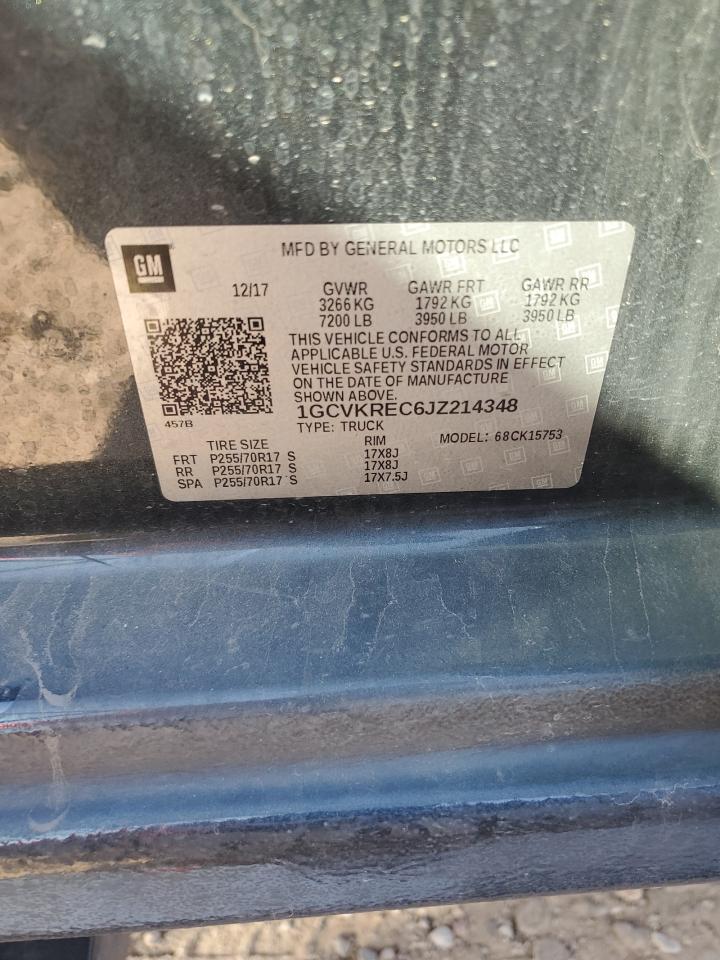 GM
MFD BY GENERAL MOTORS LLC
12/17
GVWR GAWR FRT GAWR RR
3266 KG 1792 KG 1792 KG
7200 LB 3950 LB 3950 LB
THIS VEHICLE CONFORMS TO ALL
APPLICABLE U.S. FEDERAL MOTOR
VEHICLE SAFETY STANDARDS IN EFFECT
ON THE DATE OF MANUFACTURE
SHOWN ABOVE.
1GCVKREC6JZ214348
457B
TYPE: TRUCK MODEL: 68CK15753
TIRE SIZE RIM
FRT P255/70R17 S 17X8J
RR P255/70R17 S 17X8J
SPA P255/70R17 S 17X7.5J